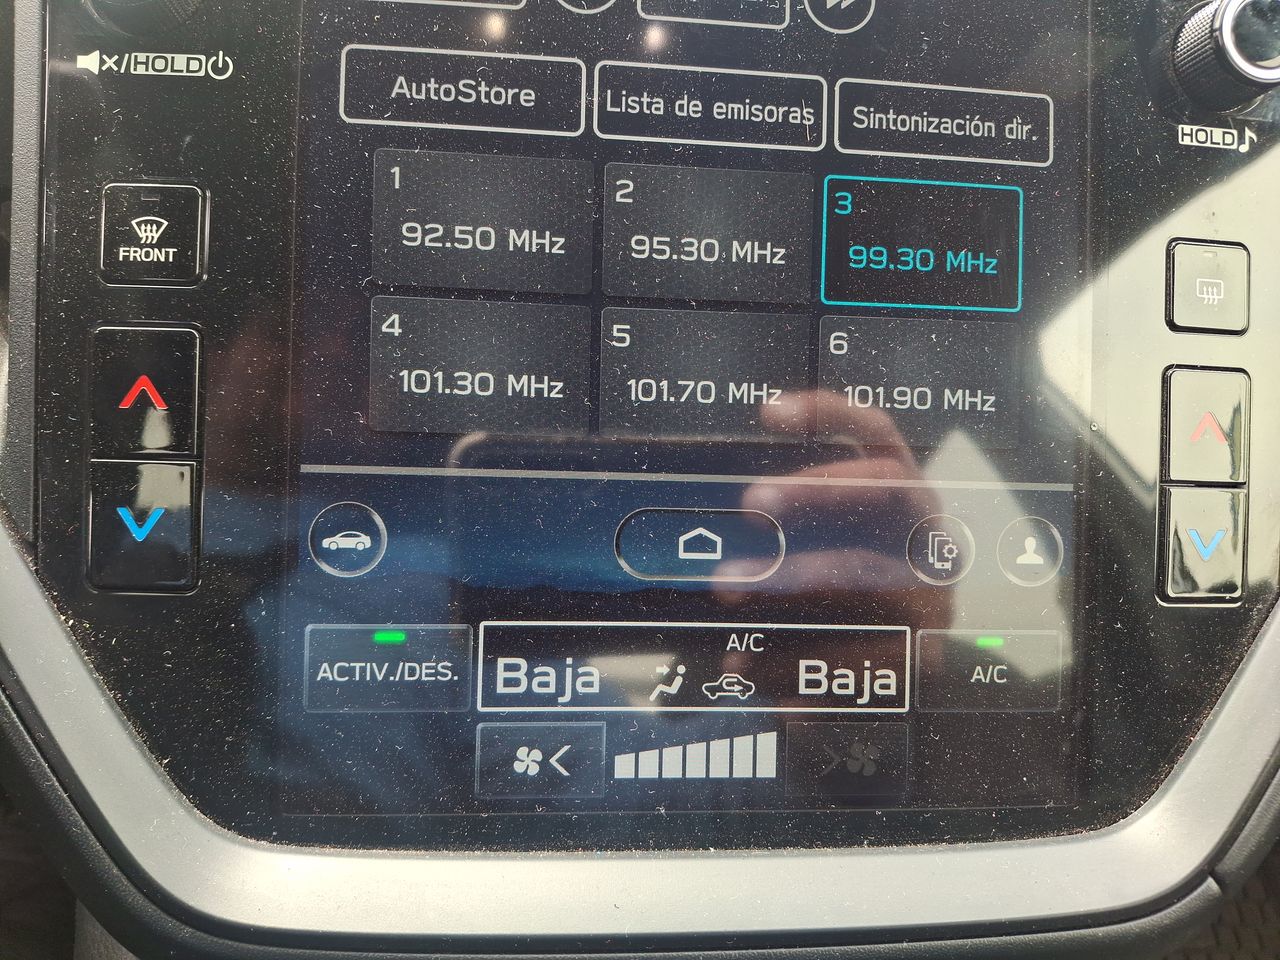 HOLD
AutoStore
Lista de emisoras
Sintonización dir.
HOLD
1
92.50 MHz
2
95.30 MHz
3
99.30 MHz
FRONT
4
101.30 MHz
5
101.70 MHz
6
101.90 MHz
ACTIV./DES.
A/C
Baja
Baja
A/C